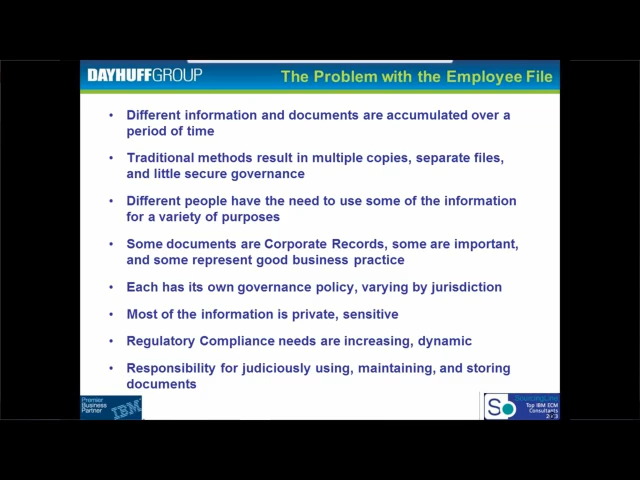 DAYHUFFGROUP
The Problem with the Employee File
• Different information and documents are accumulated over a
period of time
• Traditional methods result in multiple copies, separate files,
and little secure governance
• Different people have the need to use some of the information
for a variety of purposes
• Some documents are Corporate Records, some are important,
and some represent good business practice
• Each has its own governance policy, varying by jurisdiction
• Most of the information is private, sensitive
• Regulatory Compliance needs are increasing, dynamic
• Responsibility for judiciously using, maintaining, and storing
documents
Premier
Business
Partner
IBM
So
SourcingLine
Top IBM ECM
Consultants